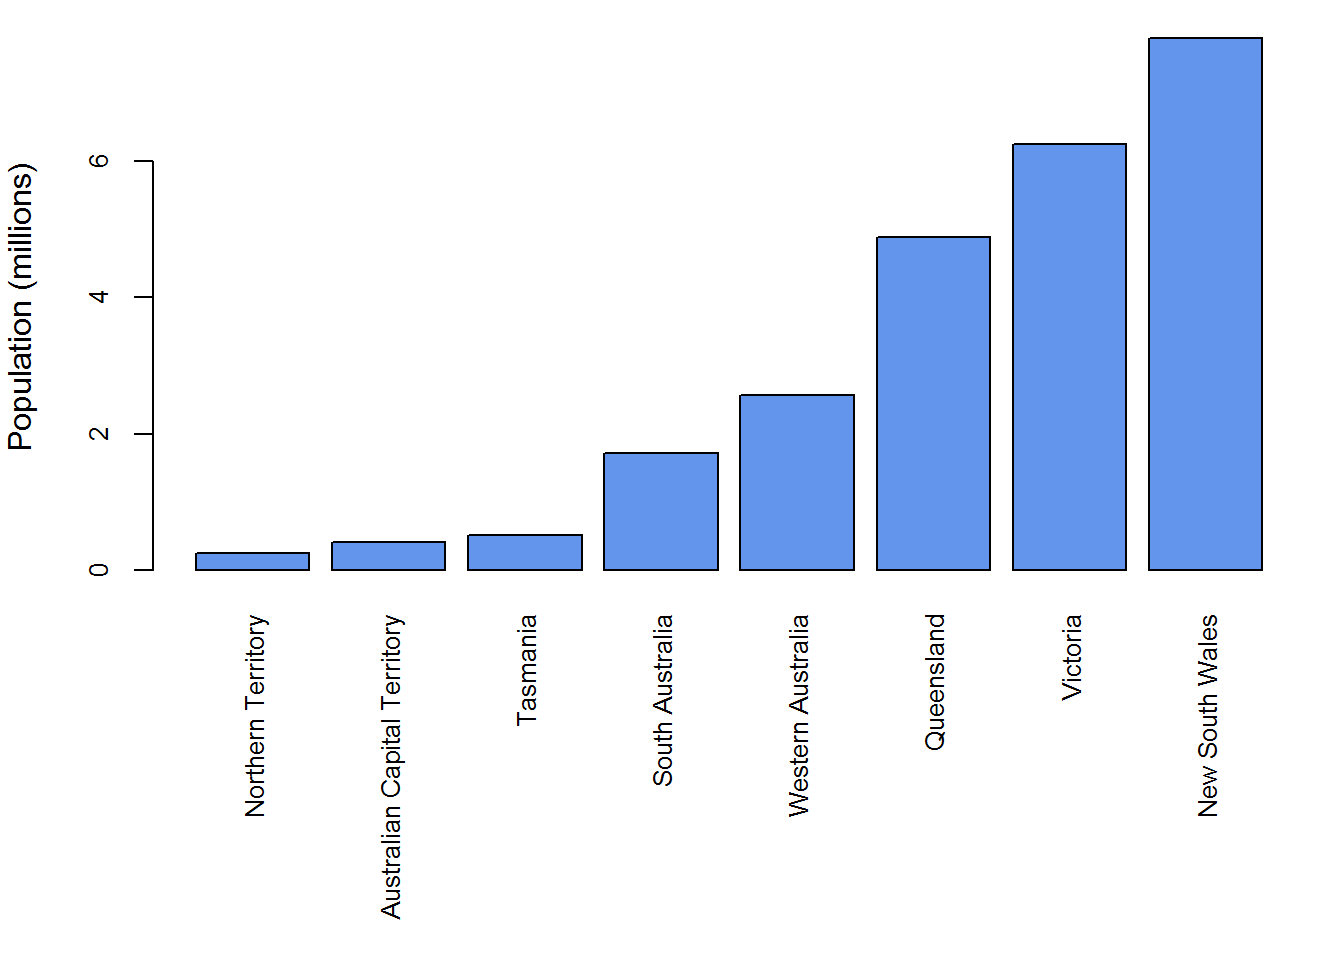 Population (millions)
6
4
2
0
Northern Territory
Australian Capital Territory
Tasmania
South Australia
Western Australia
Queensland
Victoria
New South Wales